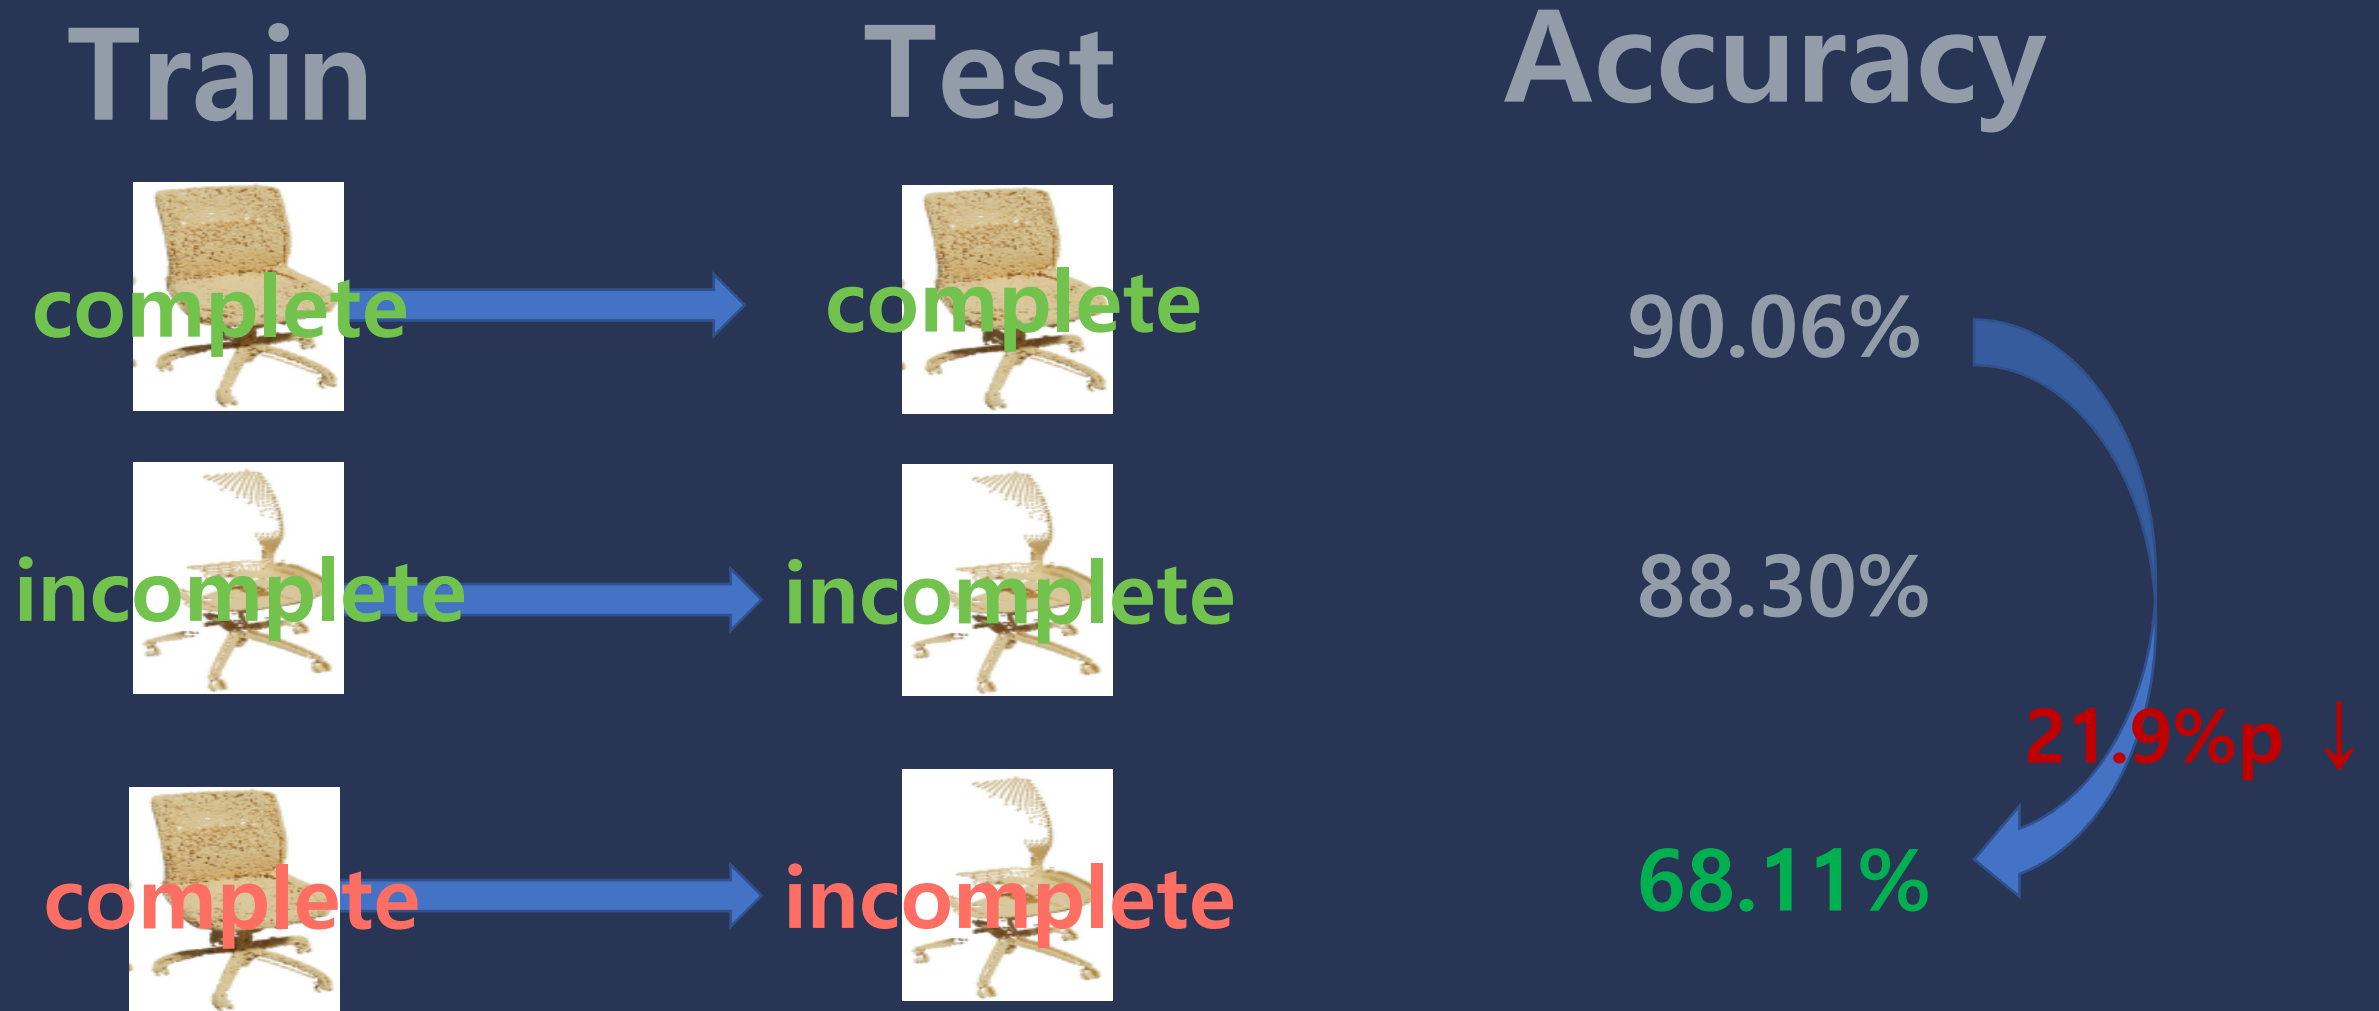 Train Test Accuracy
complete complete 90.06%
incomplete incomplete 88.30%
21.9%p ↓
complete incomplete 68.11%